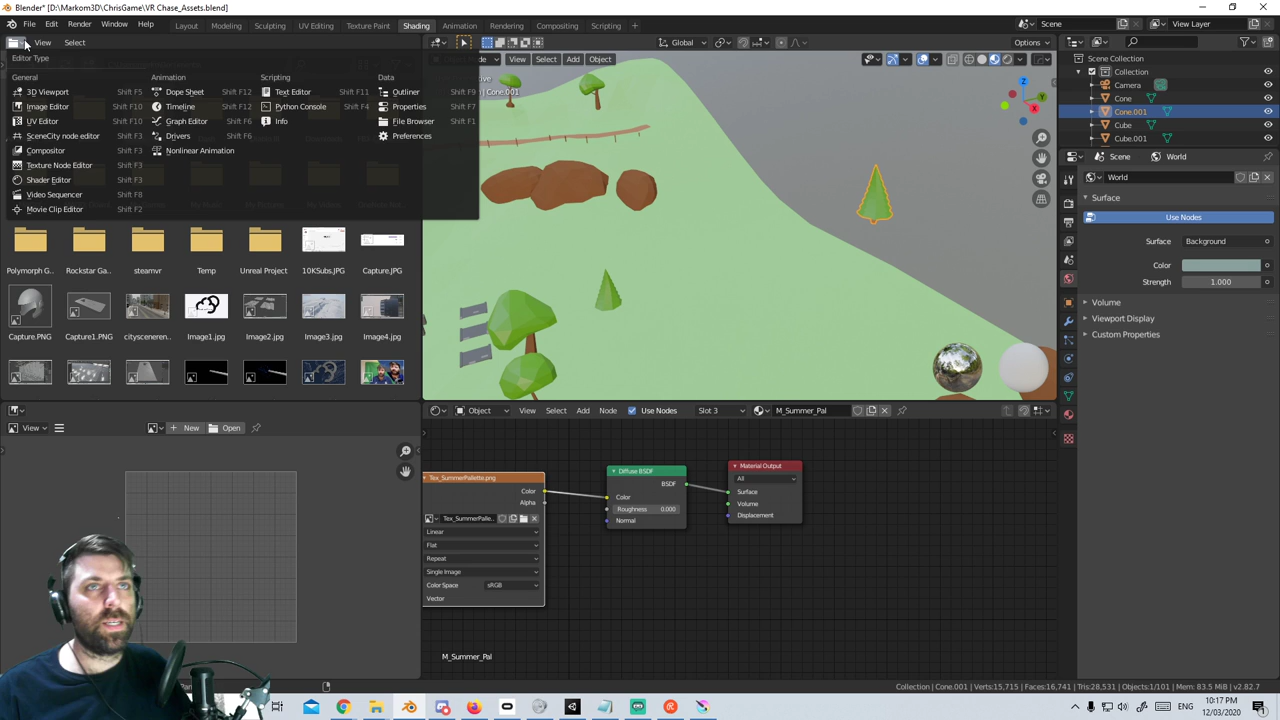 Blender* [D:\Markom3D\ChrisGame\VR Chase_Assets.blend]
File Edit Render Window Help Layout Modeling Sculpting UV Editing Texture Paint Shading Animation Rendering Compositing Scripting Scene View Layer
View Select Global Options
Editor Type
General Animation Scripting Data
3D Viewport Dope Sheet Shift F12 Text Editor Shift F11 Outliner Shift F9
Image Editor Shift F10 Timeline Shift F12 Python Console Shift F4 Properties Shift F7
UV Editor Shift F10 Graph Editor Shift F6 Info File Browser Shift F1
SceneCity node editor Shift F3 Drivers Shift F6 Preferences
Compositor Shift F3 Nonlinear Animation
Texture Node Editor Shift F3
Shader Editor Shift F3
Video Sequencer Shift F8
Movie Clip Editor Shift F2
View Select Add Object
Cone.001
Scene Collection
Collection
Camera
Cone
Cone.001
Cube
Cube.001
Scene World
World
Surface
Use Nodes
Surface Background
Color
Strength 1.000
Volume
Viewport Display
Custom Properties
Polymorph G... Rockstar Ga... steamvr Temp Unreal Project 10KSubs.JPG Capture.JPG
Capture.PNG Capture1.PNG citysceneren... Image1.jpg Image2.jpg Image3.jpg Image4.jpg
View New Open
Object View Select Add Node Use Nodes Slot 3 M_Summer_Pal
Tex_SummerPallette.png
Color
Alpha
Tex_SummerPalle...
Linear
Flat
Repeat
Single Image
Color Space sRGB
Vector
Diffuse BSDF
BSDF
Color
Roughness 0.000
Normal
Material Output
All
Surface
Volume
Displacement
M_Summer_Pal
Collection | Cone.001 | Verts:15,715 | Faces:16,741 | Tris:28,531 | Objects:1/101 | Mem: 83.5 MiB | v2.82.7
ENG
10:17 PM
12/03/2020